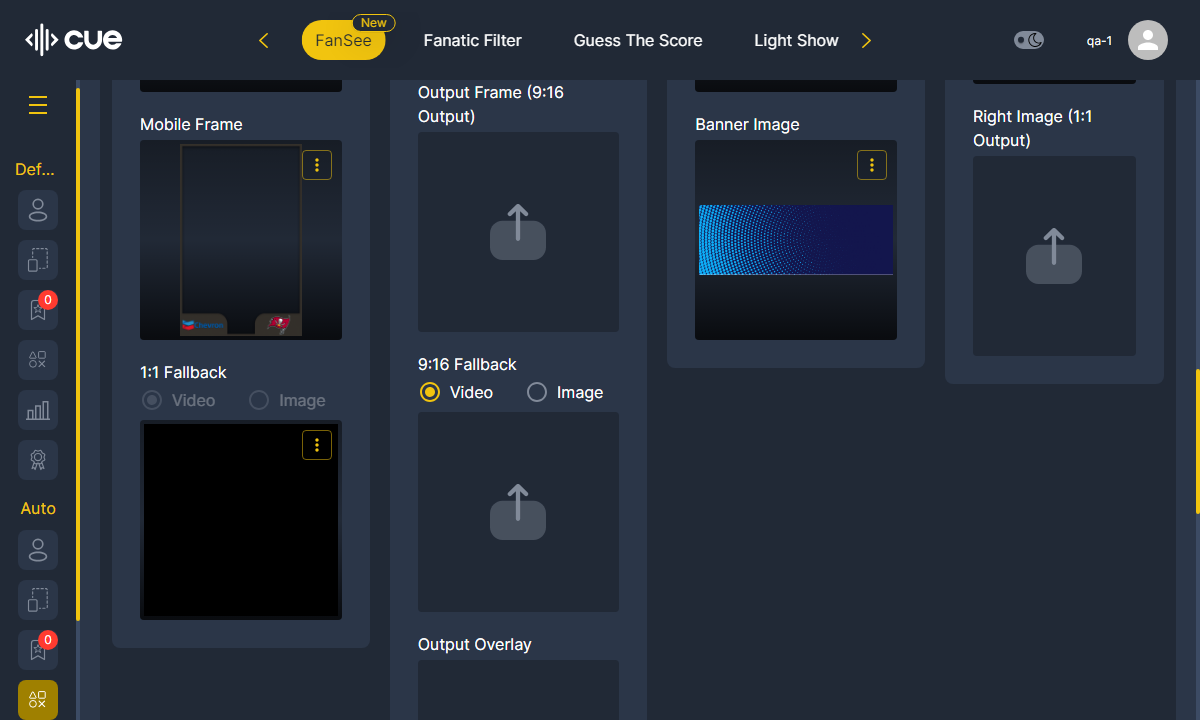 cue
FanSee
New
Fanatic Filter
Guess The Score
Light Show
qa-1
Def...
0
Auto
0
Mobile Frame
1:1 Fallback
Video
Image
Output Frame (9:16
Output)
9:16 Fallback
Video
Image
Output Overlay
Banner Image
Right Image (1:1
Output)